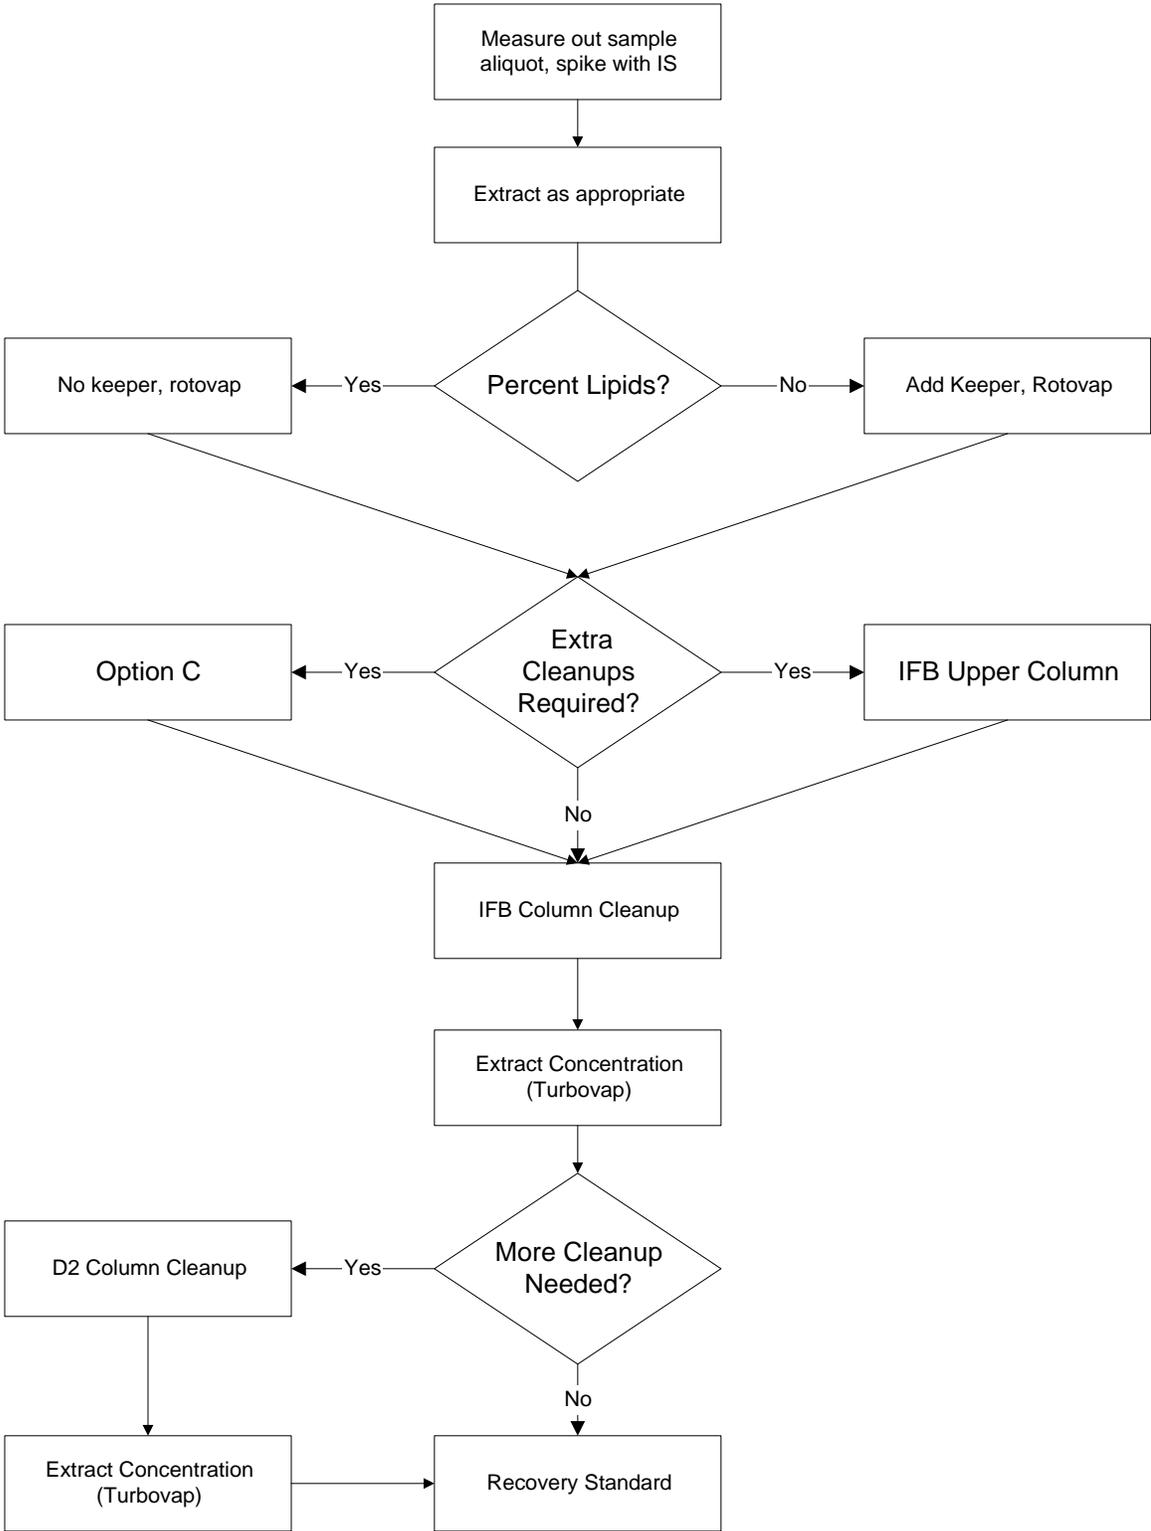 Measure out sample
aliquot, spike with IS
Extract as appropriate
No keeper, rotovap
Yes
Percent Lipids?
No
Add Keeper, Rotovap
Option C
Yes
Extra
Cleanups
Required?
Yes
IFB Upper Column
No
IFB Column Cleanup
Extract Concentration
(Turbovap)
D2 Column Cleanup
Yes
More Cleanup
Needed?
No
Extract Concentration
(Turbovap)
Recovery Standard